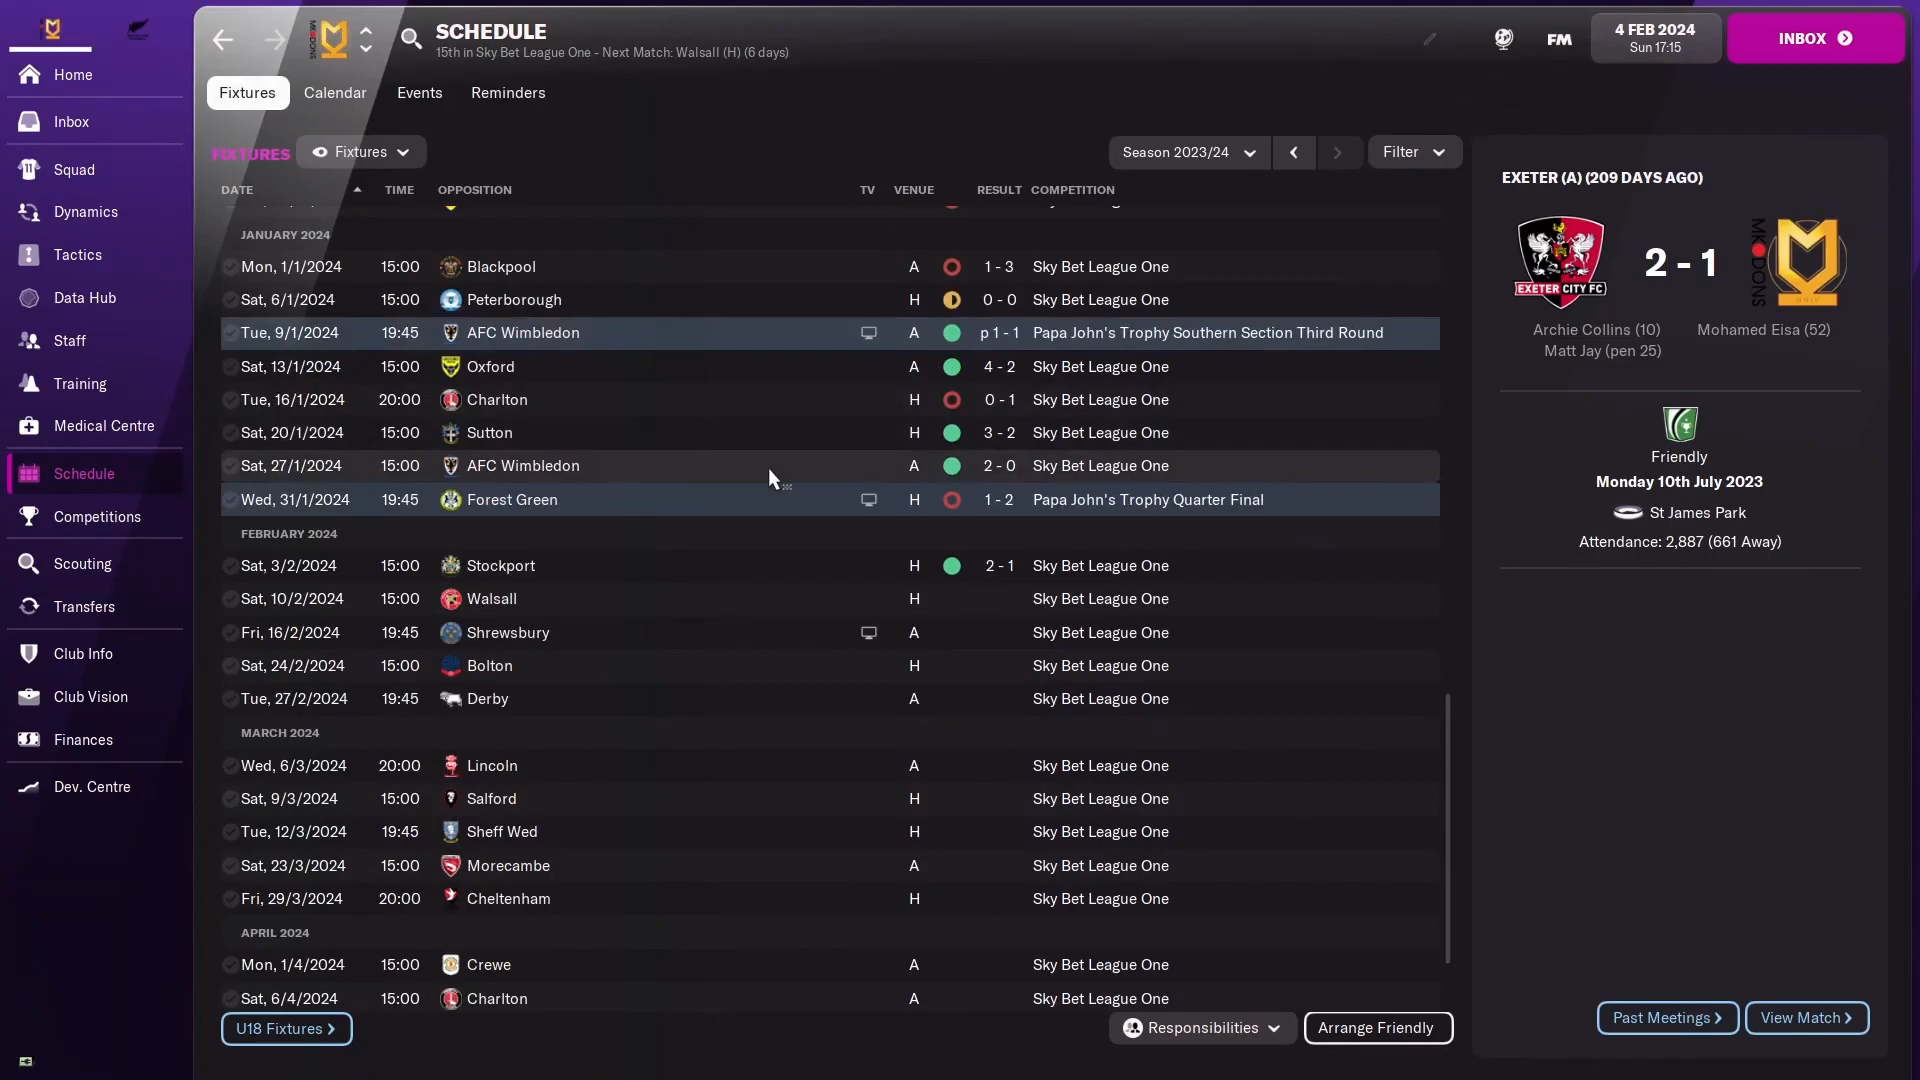 SCHEDULE
15th in Sky Bet League One - Next Match: Walsall (H) (6 days)
FM
4 FEB 2024
Sun 17:15
INBOX
Home
Inbox
Squad
Dynamics
Tactics
Data Hub
Staff
Training
Medical Centre
Schedule
Competitions
Scouting
Transfers
Club Info
Club Vision
Finances
Dev. Centre
Fixtures Calendar Events Reminders
FIXTURES Fixtures Season 2023/24 Filter
DATE TIME OPPOSITION TV VENUE RESULT COMPETITION
JANUARY 2024
Mon, 1/1/2024 15:00 Blackpool A 1 - 3 Sky Bet League One
Sat, 6/1/2024 15:00 Peterborough H 0 - 0 Sky Bet League One
Tue, 9/1/2024 19:45 AFC Wimbledon A p 1 - 1 Papa John's Trophy Southern Section Third Round
Sat, 13/1/2024 15:00 Oxford A 4 - 2 Sky Bet League One
Tue, 16/1/2024 20:00 Charlton H 0 - 1 Sky Bet League One
Sat, 20/1/2024 15:00 Sutton H 3 - 2 Sky Bet League One
Sat, 27/1/2024 15:00 AFC Wimbledon A 2 - 0 Sky Bet League One
Wed, 31/1/2024 19:45 Forest Green H 1 - 2 Papa John's Trophy Quarter Final
FEBRUARY 2024
Sat, 3/2/2024 15:00 Stockport H 2 - 1 Sky Bet League One
Sat, 10/2/2024 15:00 Walsall H Sky Bet League One
Fri, 16/2/2024 19:45 Shrewsbury A Sky Bet League One
Sat, 24/2/2024 15:00 Bolton H Sky Bet League One
Tue, 27/2/2024 19:45 Derby A Sky Bet League One
MARCH 2024
Wed, 6/3/2024 20:00 Lincoln A Sky Bet League One
Sat, 9/3/2024 15:00 Salford H Sky Bet League One
Tue, 12/3/2024 19:45 Sheff Wed H Sky Bet League One
Sat, 23/3/2024 15:00 Morecambe A Sky Bet League One
Fri, 29/3/2024 20:00 Cheltenham H Sky Bet League One
APRIL 2024
Mon, 1/4/2024 15:00 Crewe A Sky Bet League One
Sat, 6/4/2024 15:00 Charlton A Sky Bet League One
U18 Fixtures Responsibilities Arrange Friendly
EXETER (A) (209 DAYS AGO)
EXETER CITY FC
2 - 1
MK DONS
Archie Collins (10) Mohamed Eisa (52)
Matt Jay (pen 25)
Friendly
Monday 10th July 2023
St James Park
Attendance: 2,887 (661 Away)
Past Meetings View Match